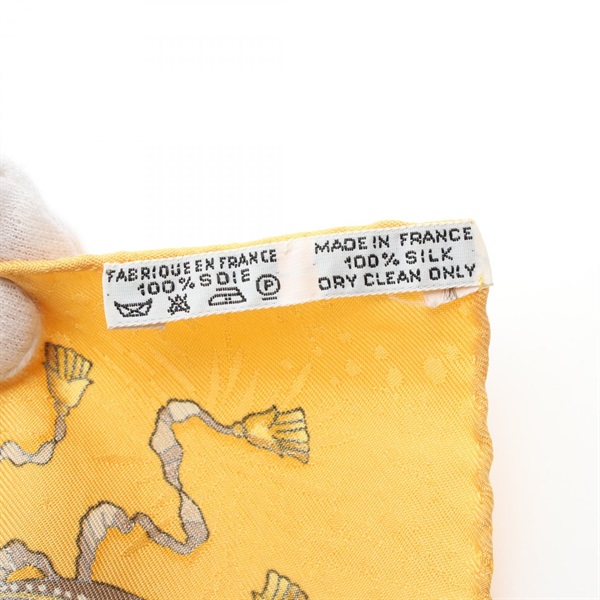 FABRIQUE EN FRANCE
100% SOIE
P
MADE IN FRANCE
100% SILK
DRY CLEAN ONLY